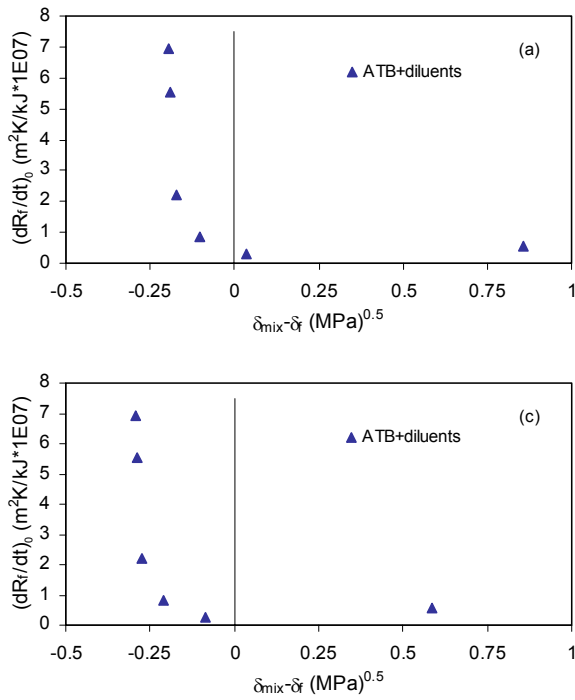 8
7
6
5
4
3
2
1
0
(dRf/dt)0 (m²K/kJ*1E07)
(a)
ATB+diluents
-0.5 -0.25 0 0.25 0.5 0.75 1
δmix-δf (MPa)^0.5
8
7
6
5
4
3
2
1
0
(dRf/dt)0 (m²K/kJ*1E07)
(c)
ATB+diluents
-0.5 -0.25 0 0.25 0.5 0.75 1
δmix-δf (MPa)^0.5